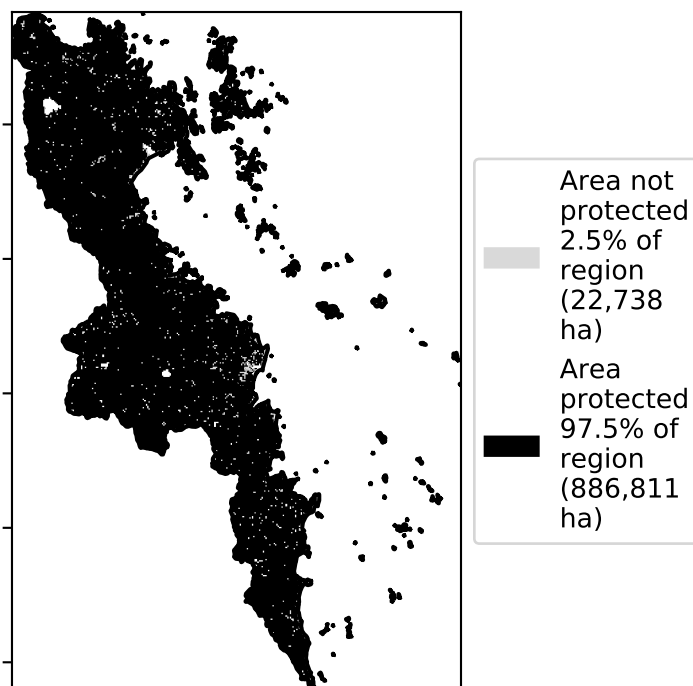 Area not
protected
2.5% of
region
(22,738
ha)
Area
protected
97.5% of
region
(886,811
ha)